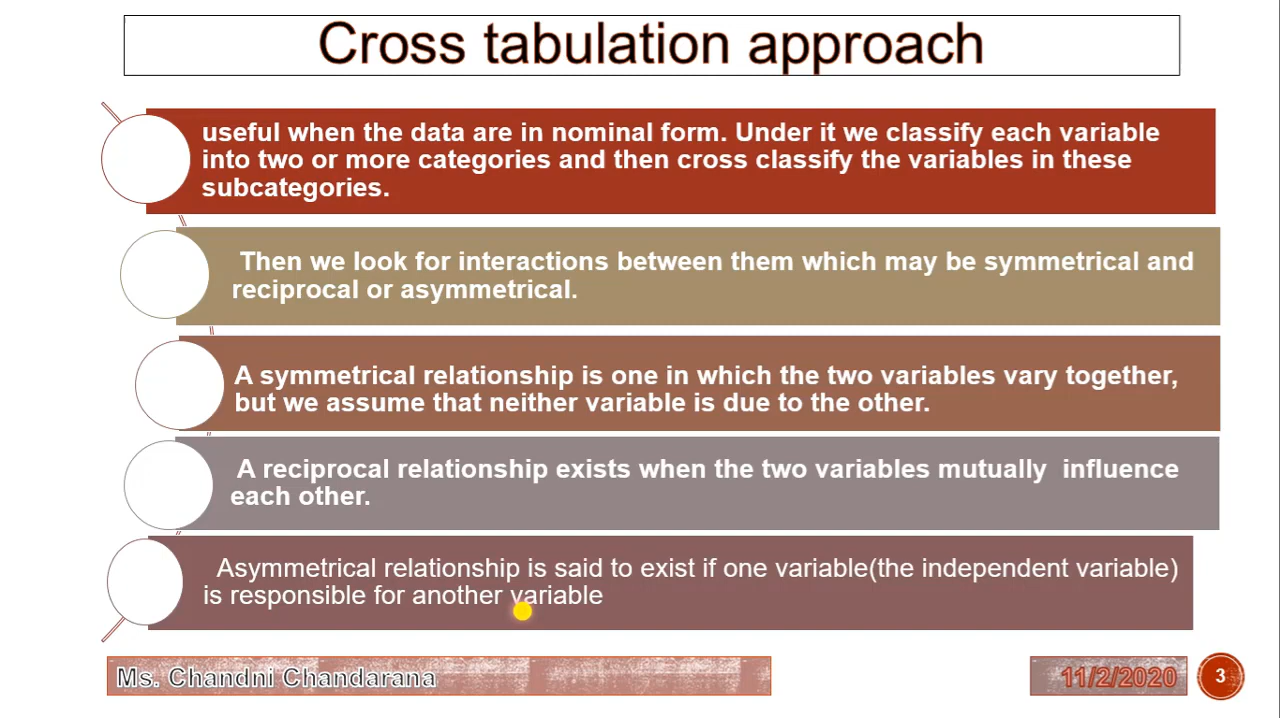 Cross tabulation approach
useful when the data are in nominal form. Under it we classify each variable
into two or more categories and then cross classify the variables in these
subcategories.
Then we look for interactions between them which may be symmetrical and
reciprocal or asymmetrical.
A symmetrical relationship is one in which the two variables vary together,
but we assume that neither variable is due to the other.
A reciprocal relationship exists when the two variables mutually influence
each other.
Asymmetrical relationship is said to exist if one variable(the independent variable)
is responsible for another variable
Ms. Chandni Chandarana
11/2/2020
3